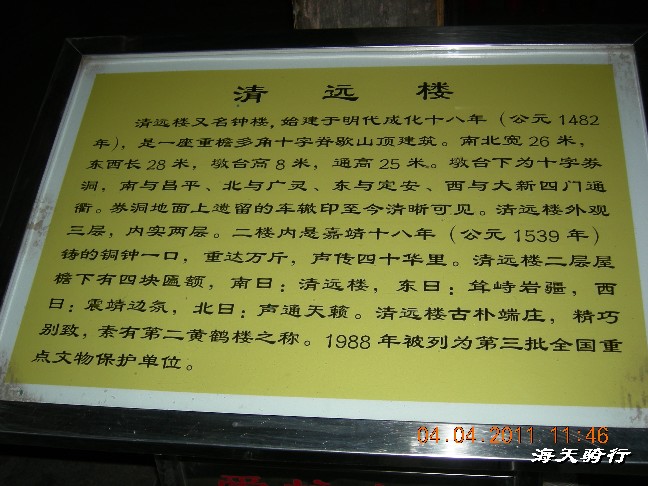 清远楼
清远楼又名钟楼，始建于明代成化十八年（公元1482
年），是一座重檐多角十字脊歇山顶建筑。南北宽26米，
东西长28米，墩台高8米，通高25米。墩台下为十字券
洞，南与昌平、北与广灵、东与定安、西与大新四门通
衢。券洞地面上遗留的车辙印至今清晰可见。清远楼外观
三层，内实两层。二楼内悬嘉靖十八年（公元1539年）
铸的铜钟一口，重达万斤，声传四十华里。清远楼二层屋
檐下有四块匾额，南曰：清远楼，东曰：耸峙岩疆，西
曰：震靖边氛，北曰：声通天籁。清远楼古朴端庄，精巧
别致，素有第二黄鹤楼之称。1988年被列为第三批全国重
点文物保护单位。
04.04.2011 11:46
海天骑行